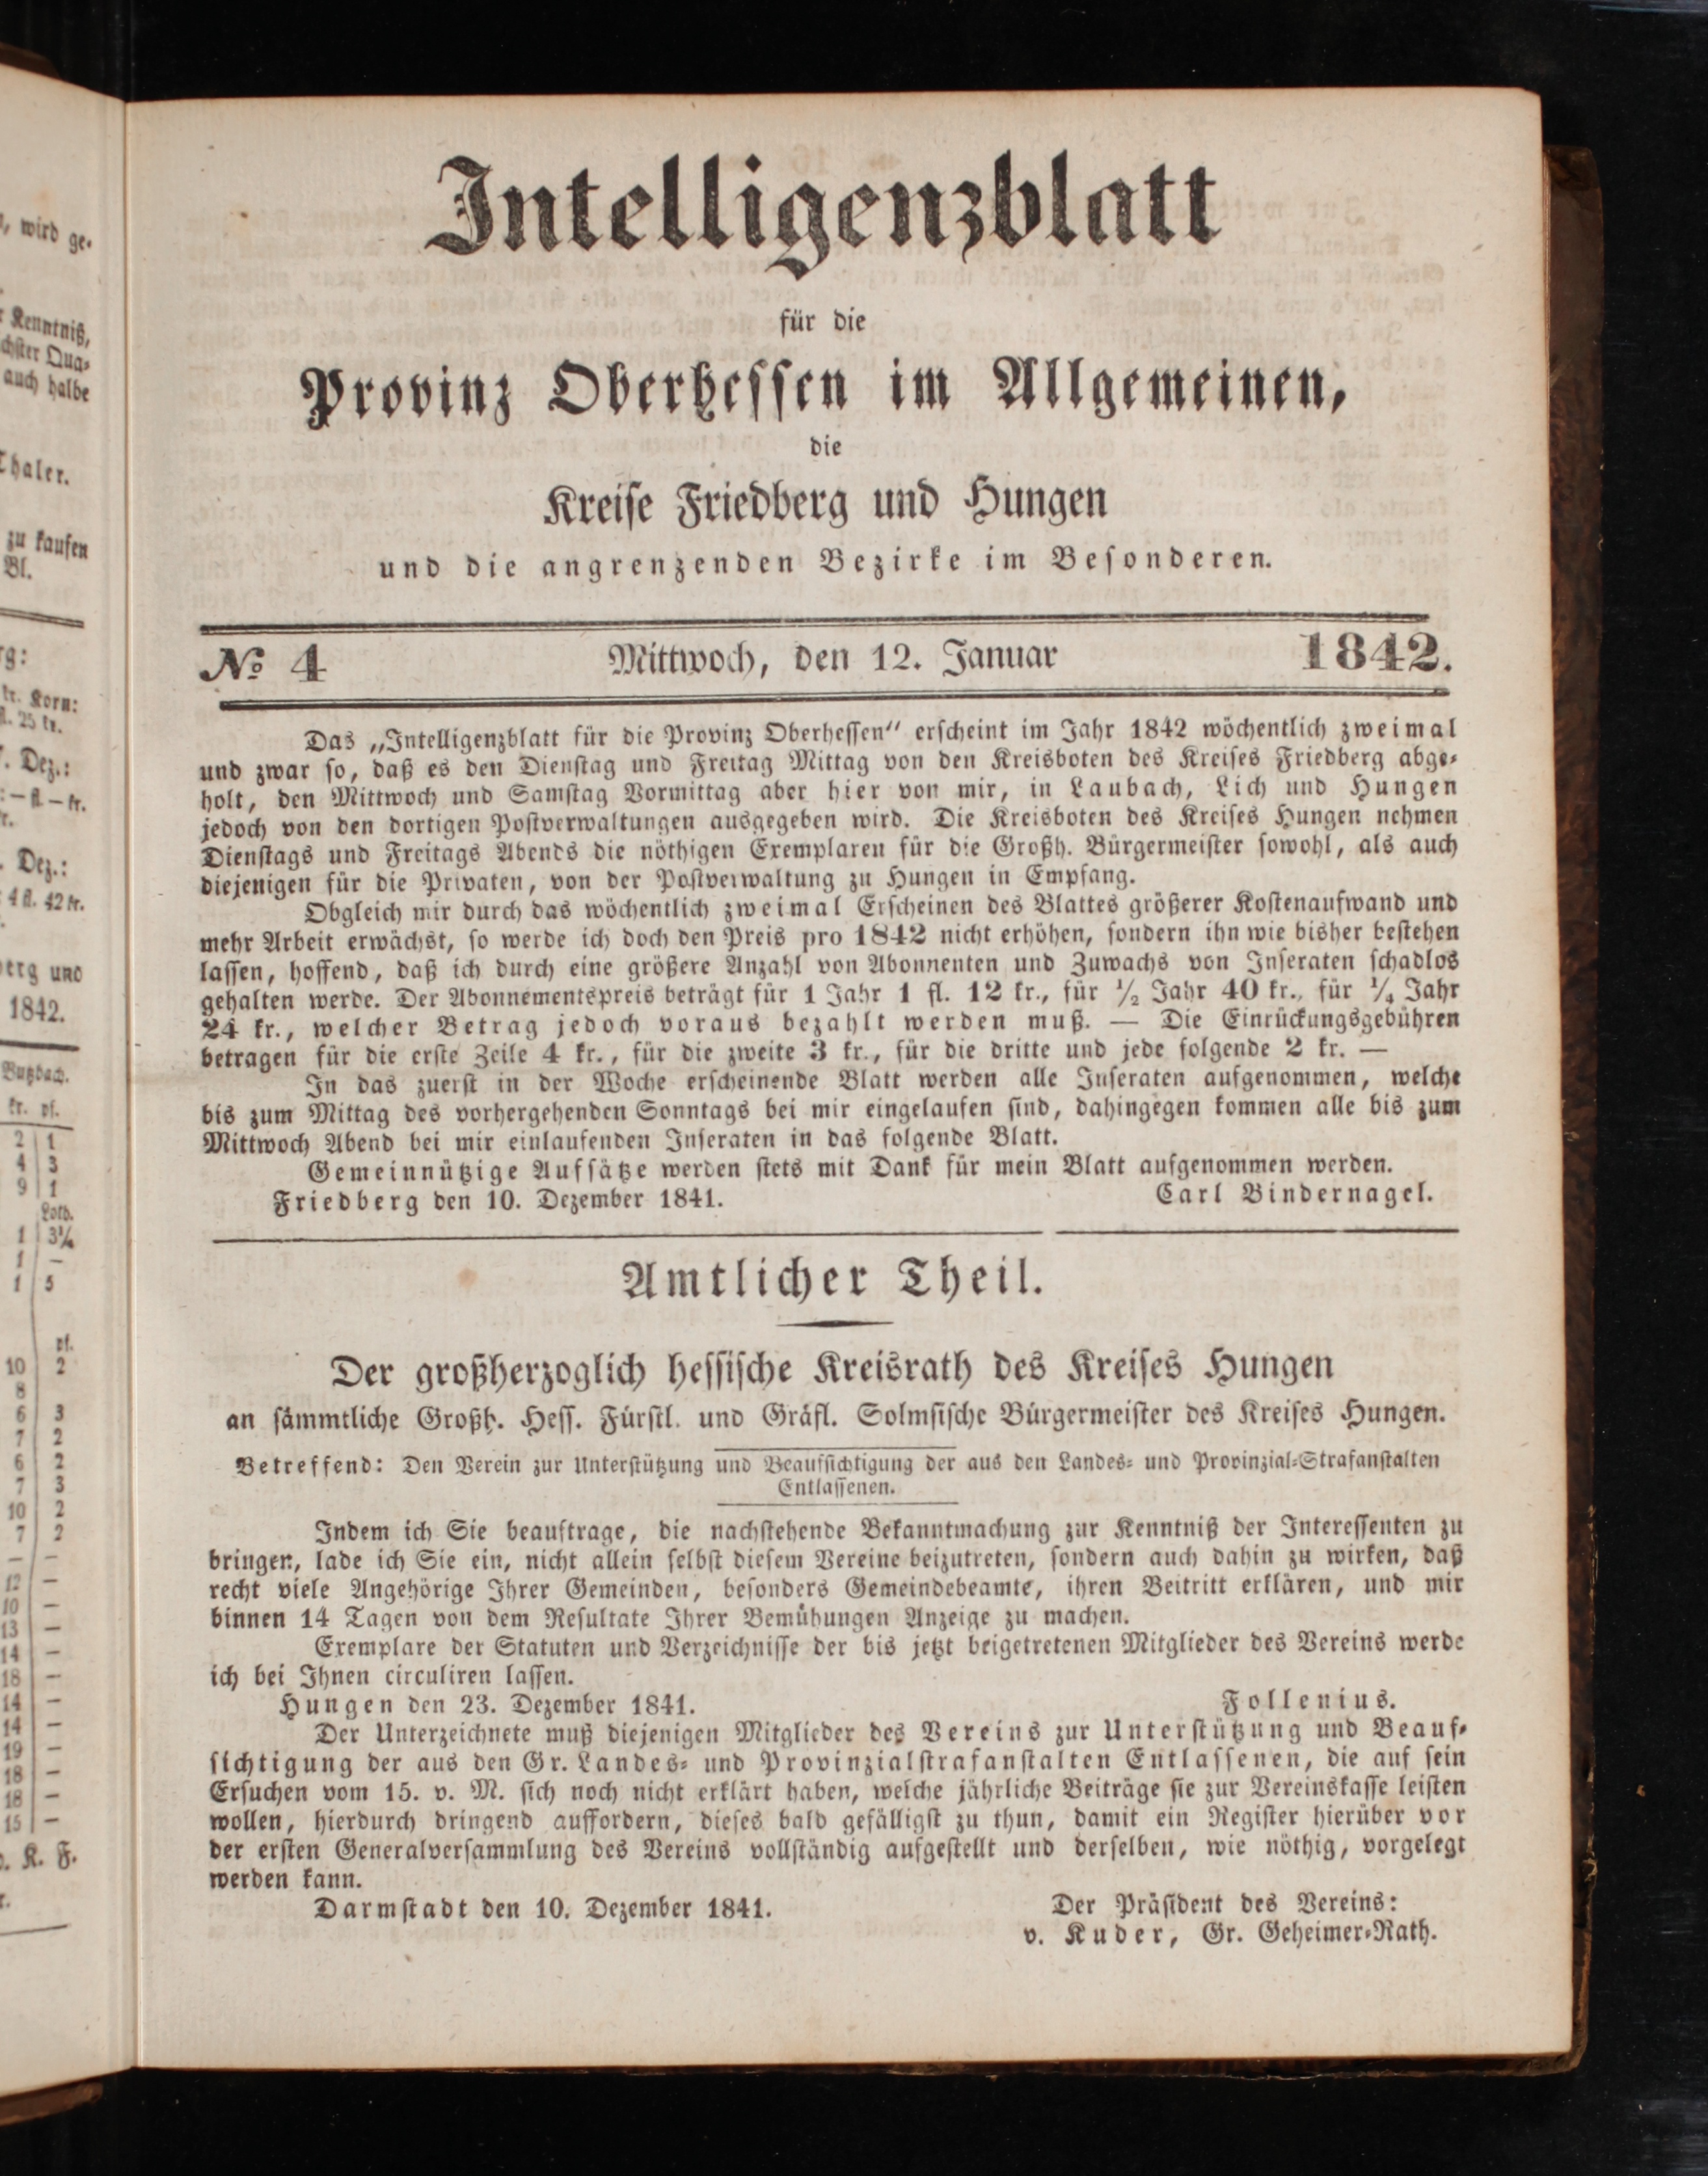 Intelligenzblatt
für die
Provinz Oberhessen im Allgemeinen,
die
Kreise Friedberg und Hungen
und die angrenzenden Bezirke im Besonderen.
№ 4 Mittwoch, den 12. Januar 1842.
Das „Intelligenzblatt für die Provinz Oberhessen“ erscheint im Jahr 1842 wöchentlich zweimal
und zwar so, daß es den Dienstag und Freitag Mittag von den Kreisboten des Kreises Friedberg abge-
holt, den Mittwoch und Samstag Vormittag aber hier von mir, in Laubach, Lich und Hungen
jedoch von den dortigen Postverwaltungen ausgegeben wird. Die Kreisboten des Kreises Hungen nehmen
Dienstags und Freitags Abends die nöthigen Exemplaren für die Großh. Bürgermeister sowohl, als auch
diejenigen für die Privaten, von der Postverwaltung zu Hungen in Empfang.
Obgleich mir durch das wöchentlich zweimal Erscheinen des Blattes größerer Kostenaufwand und
mehr Arbeit erwächst, so werde ich doch den Preis pro 1842 nicht erhöhen, sondern ihn wie bisher bestehen
lassen, hoffend, daß ich durch eine größere Anzahl von Abonnenten und Zuwachs von Inseraten schadlos
gehalten werde. Der Abonnementspreis beträgt für 1 Jahr 1 fl. 12 kr., für ½ Jahr 40 kr., für ¼ Jahr
24 kr., welcher Betrag jedoch voraus bezahlt werden muß. — Die Einrückungsgebühren
betragen für die erste Zeile 4 kr., für die zweite 3 kr., für die dritte und jede folgende 2 kr. —
In das zuerst in der Woche erscheinende Blatt werden alle Inseraten aufgenommen, welche
bis zum Mittag des vorhergehenden Sonntags bei mir eingelaufen sind, dahingegen kommen alle bis zum
Mittwoch Abend bei mir einlaufenden Inseraten in das folgende Blatt.
Gemeinnützige Aufsätze werden stets mit Dank für mein Blatt aufgenommen werden.
Friedberg den 10. Dezember 1841. Carl Bindernagel.
Amtlicher Theil.
Der großherzoglich hessische Kreisrath des Kreises Hungen
an sämmtliche Großh. Hess. Fürstl. und Gräfl. Solmsische Bürgermeister des Kreises Hungen.
Betreffend: Den Verein zur Unterstützung und Beaufsichtigung der aus den Landes- und Provinzial-Strafanstalten
Entlassenen.
Indem ich Sie beauftrage, die nachstehende Bekanntmachung zur Kenntniß der Interessenten zu
bringen, lade ich Sie ein, nicht allein selbst diesem Vereine beizutreten, sondern auch dahin zu wirken, daß
recht viele Angehörige Ihrer Gemeinden, besonders Gemeindebeamte, ihren Beitritt erklären, und mir
binnen 14 Tagen von dem Resultate Ihrer Bemühungen Anzeige zu machen.
Exemplare der Statuten und Verzeichnisse der bis jetzt beigetretenen Mitglieder des Vereins werde
ich bei Ihnen circuliren lassen.
Hungen den 23. Dezember 1841. Follenius.
Der Unterzeichnete muß diejenigen Mitglieder des Vereins zur Unterstützung und Beauf-
sichtigung der aus den Gr. Landes- und Provinzialstrafanstalten Entlassenen, die auf sein
Ersuchen vom 15. v. M. sich noch nicht erklärt haben, welche jährliche Beiträge sie zur Vereinskasse leisten
wollen, hierdurch dringend auffordern, dieses bald gefälligst zu thun, damit ein Register hierüber vor
der ersten Generalversammlung des Vereins vollständig aufgestellt und derselben, wie nöthig, vorgelegt
werden kann.
Darmstadt den 10. Dezember 1841. Der Präsident des Vereins:
v. Kuder, Gr. Geheimer-Rath.